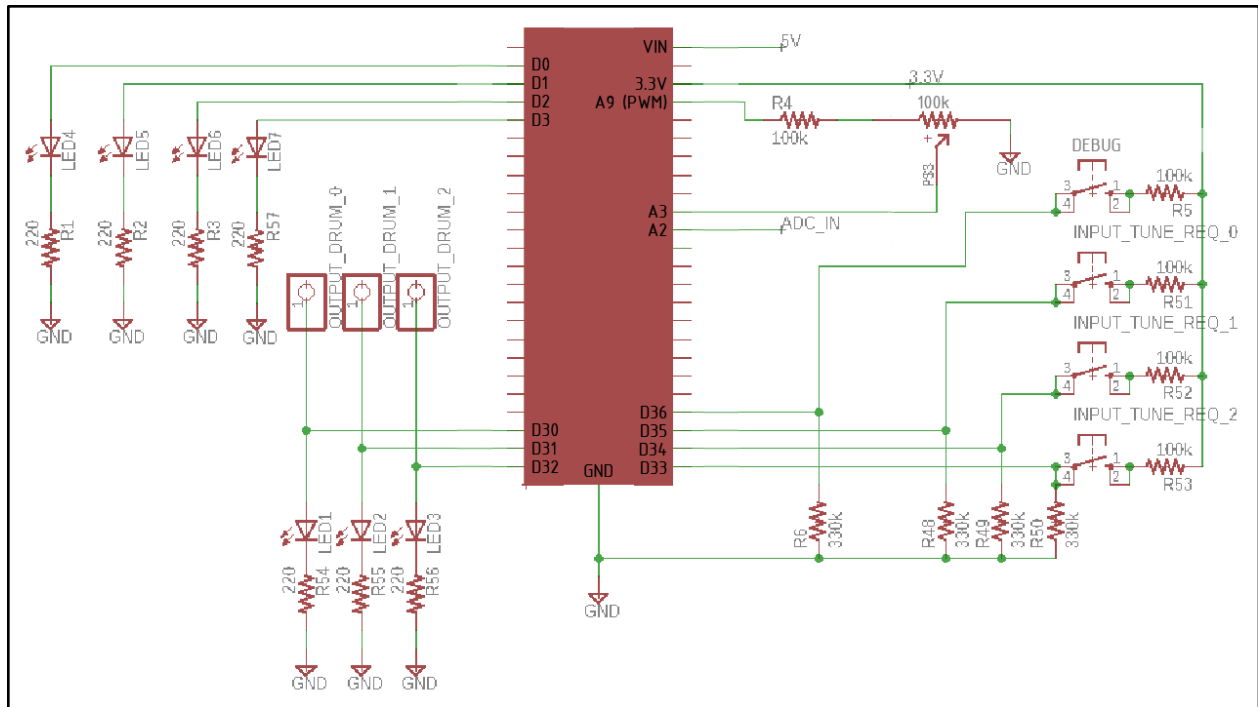 VIN
5V
D0
D1
3.3V
3.3V
D2
A9 (PWM)
R4
100k
100k
D3
LED4
LED5
LED6
LED7
GND
DEBUG
3
4
1
2
100k
R5
A3
A2
ADC_IN
INPUT_TUNE_REQ_0
220
R1
220
R2
220
R3
220
R57
GND
GND
GND
GND
1
OUTPUT_DRUM_0
1
OUTPUT_DRUM_1
1
OUTPUT_DRUM_2
3
4
1
2
100k
R51
INPUT_TUNE_REQ_1
3
4
1
2
100k
R52
INPUT_TUNE_REQ_2
3
4
1
2
100k
R53
D36
D30
D35
D31
D34
D32
D33
GND
R6
330k
R48
330k
R49
330k
R50
330k
LED1
LED2
LED3
220
R54
220
R55
220
R56
GND
GND
GND
GND